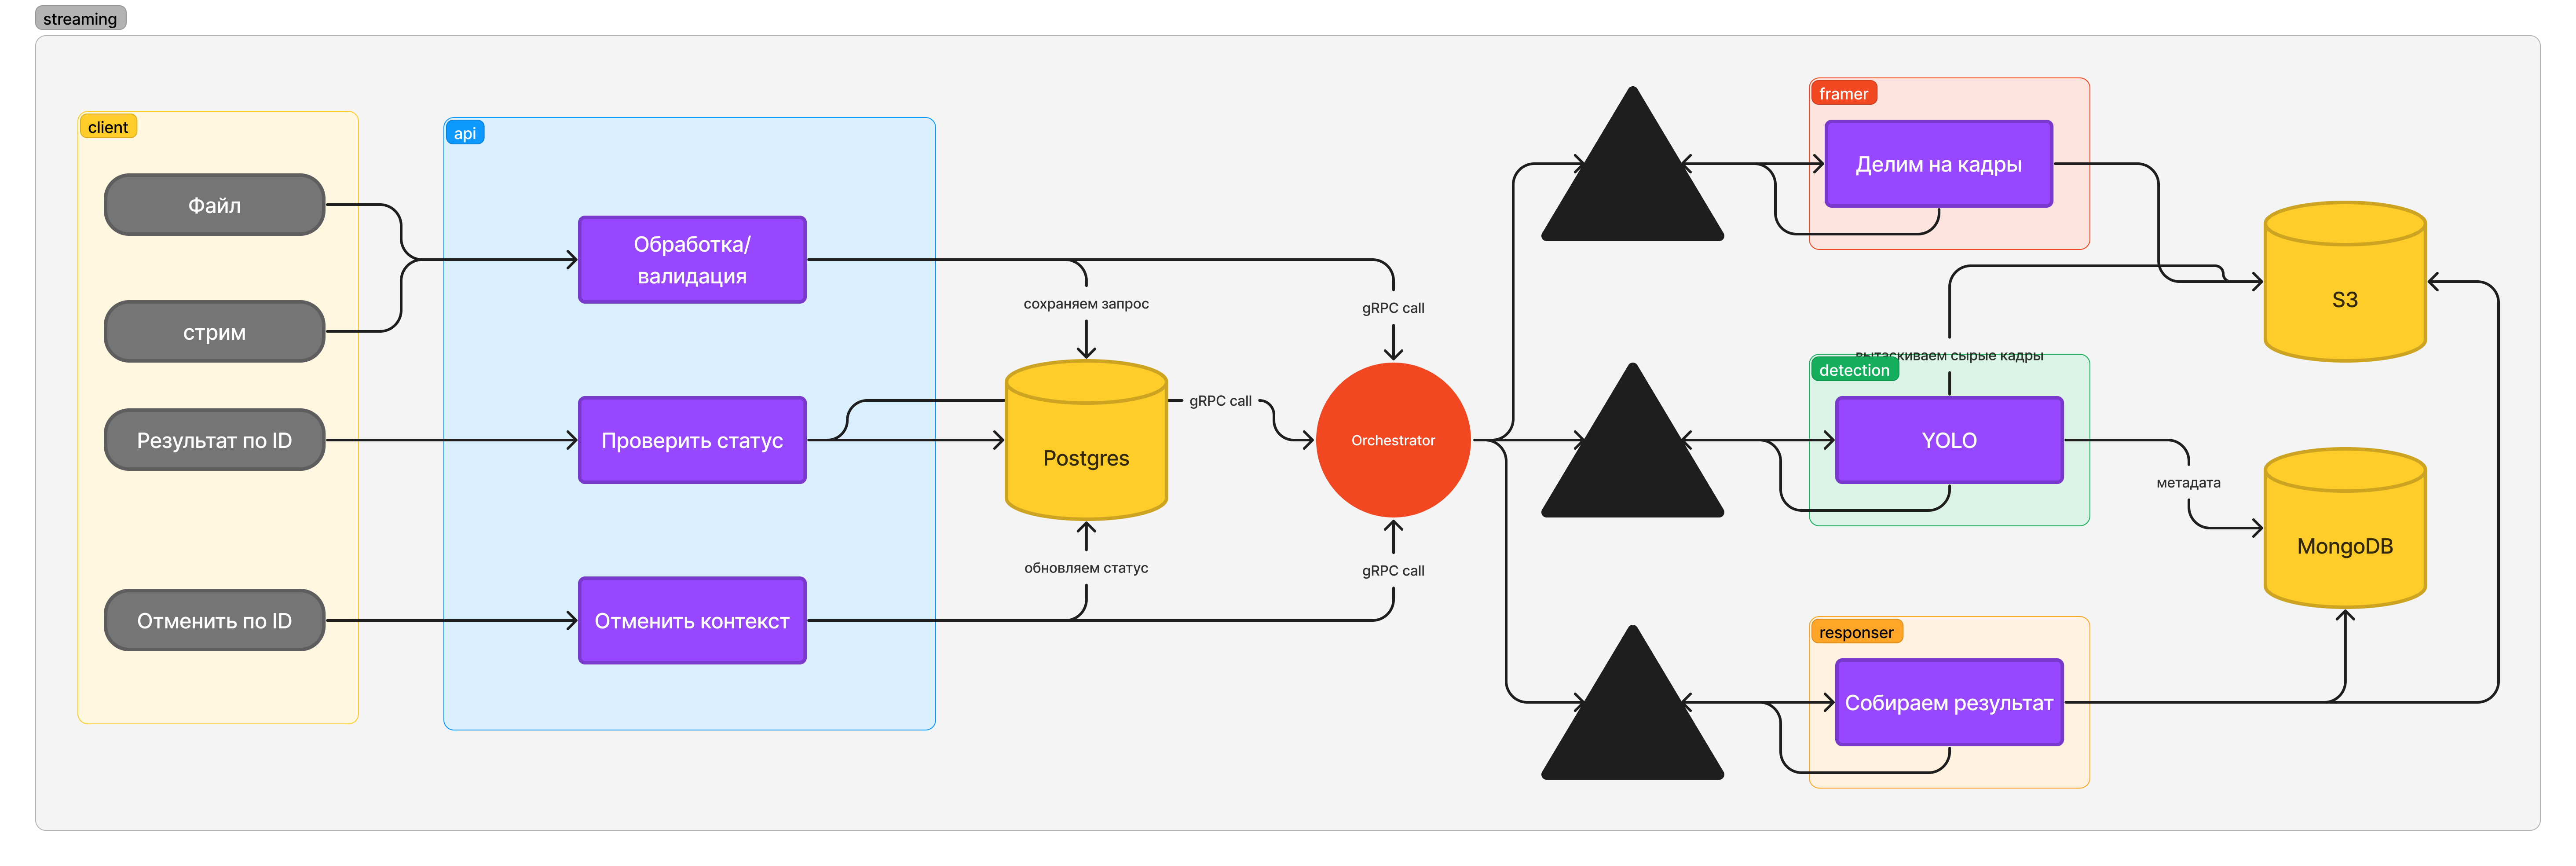 streaming
client
Файл
стрим
Результат по ID
Отменить по ID
api
Обработка/
валидация
Проверить статус
Отменить контекст
сохраняем запрос
Postgres
обновляем статус
gRPC call
gRPC call
Orchestrator
gRPC call
framer
Делим на кадры
вытаскиваем сырые кадры
detection
YOLO
метадата
responser
Собираем результат
S3
MongoDB